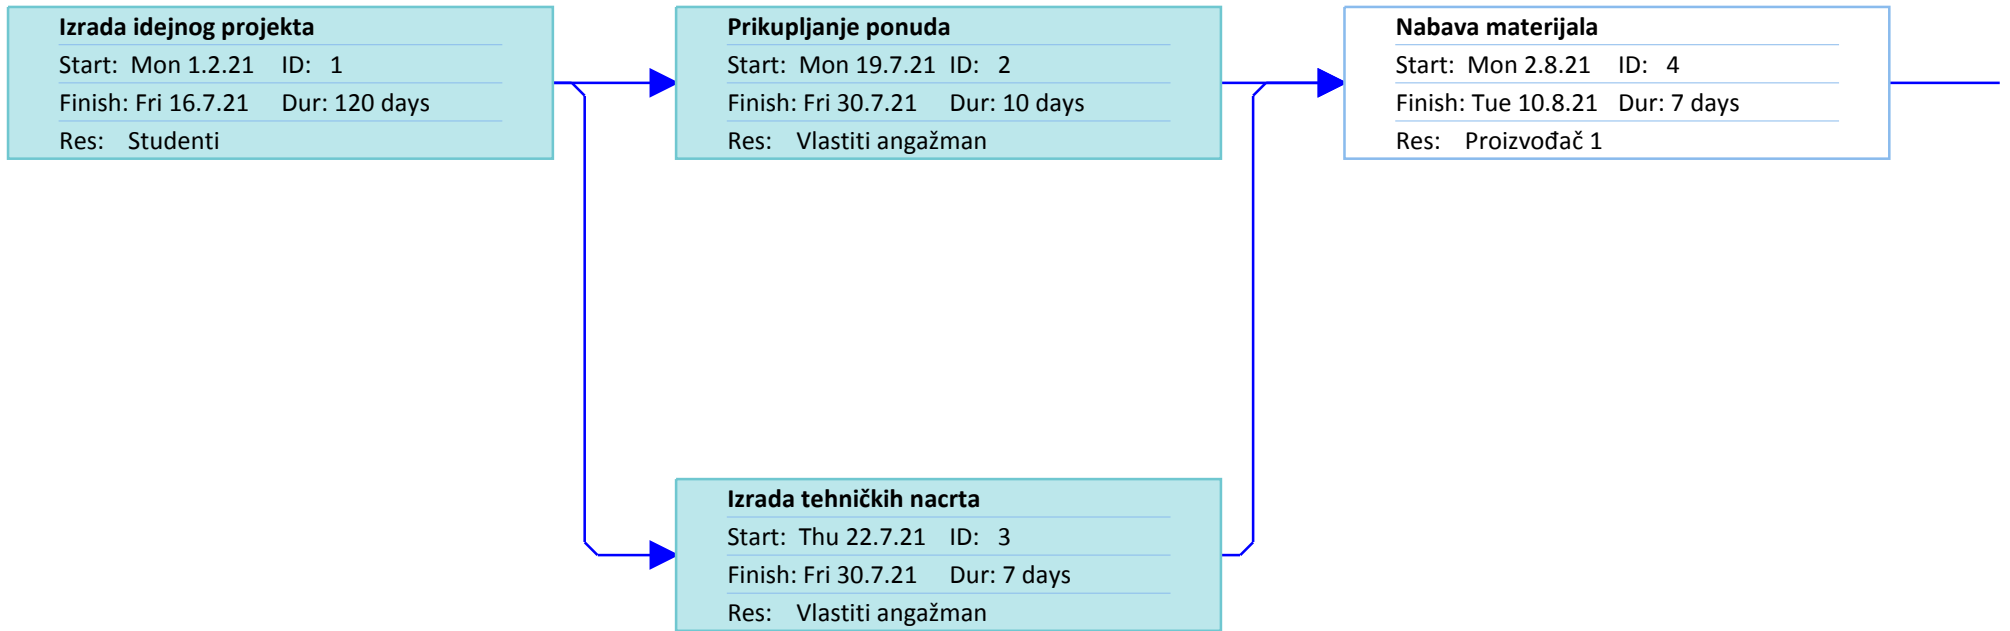 Izrada idejnog projekta
Start: Mon 1.2.21 ID: 1
Finish: Fri 16.7.21 Dur: 120 days
Res: Studenti
Prikupljanje ponuda
Start: Mon 19.7.21 ID: 2
Finish: Fri 30.7.21 Dur: 10 days
Res: Vlastiti angažman
Nabava materijala
Start: Mon 2.8.21 ID: 4
Finish: Tue 10.8.21 Dur: 7 days
Res: Proizvođač 1
Izrada tehničkih nacrta
Start: Thu 22.7.21 ID: 3
Finish: Fri 30.7.21 Dur: 7 days
Res: Vlastiti angažman